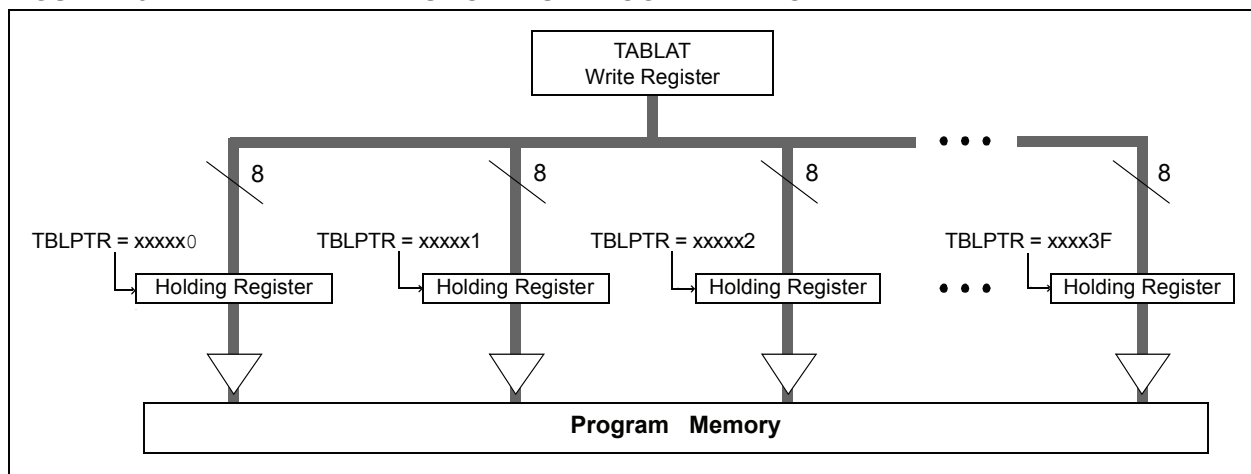 TABLAT
Write Register
8 8 8 8
TBLPTR = xxxxx0 TBLPTR = xxxxx1 TBLPTR = xxxxx2 TBLPTR = xxxx3F
Holding Register Holding Register Holding Register Holding Register
Program Memory